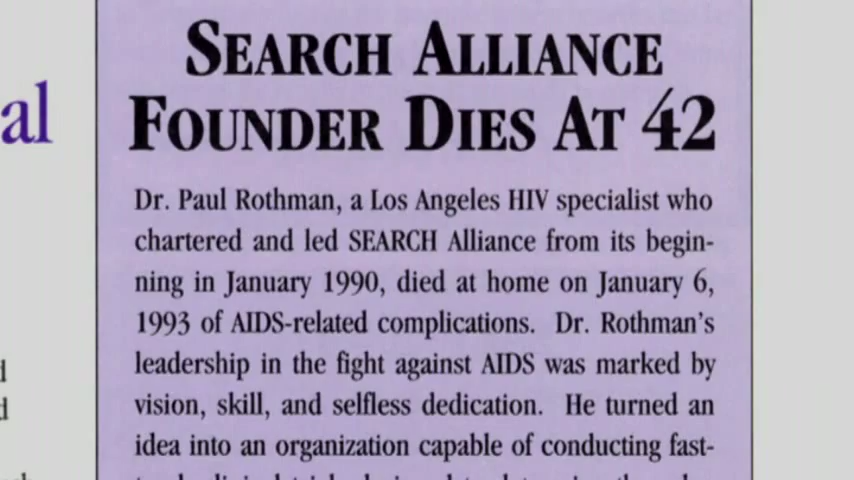 SEARCH ALLIANCE
FOUNDER DIES AT 42
Dr. Paul Rothman, a Los Angeles HIV specialist who
chartered and led SEARCH Alliance from its begin-
ning in January 1990, died at home on January 6,
1993 of AIDS-related complications. Dr. Rothman's
leadership in the fight against AIDS was marked by
vision, skill, and selfless dedication. He turned an
idea into an organization capable of conducting fast-
al